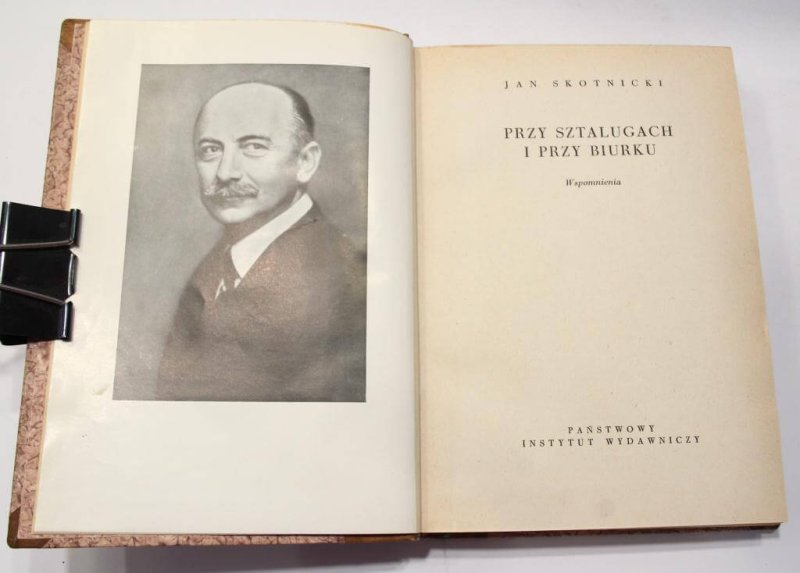 JAN SKOTNICKI
PRZY SZTALUGACH
I PRZY BIURKU
Wspomnienia
PAŃSTWOWY
INSTYTUT WYDAWNICZY